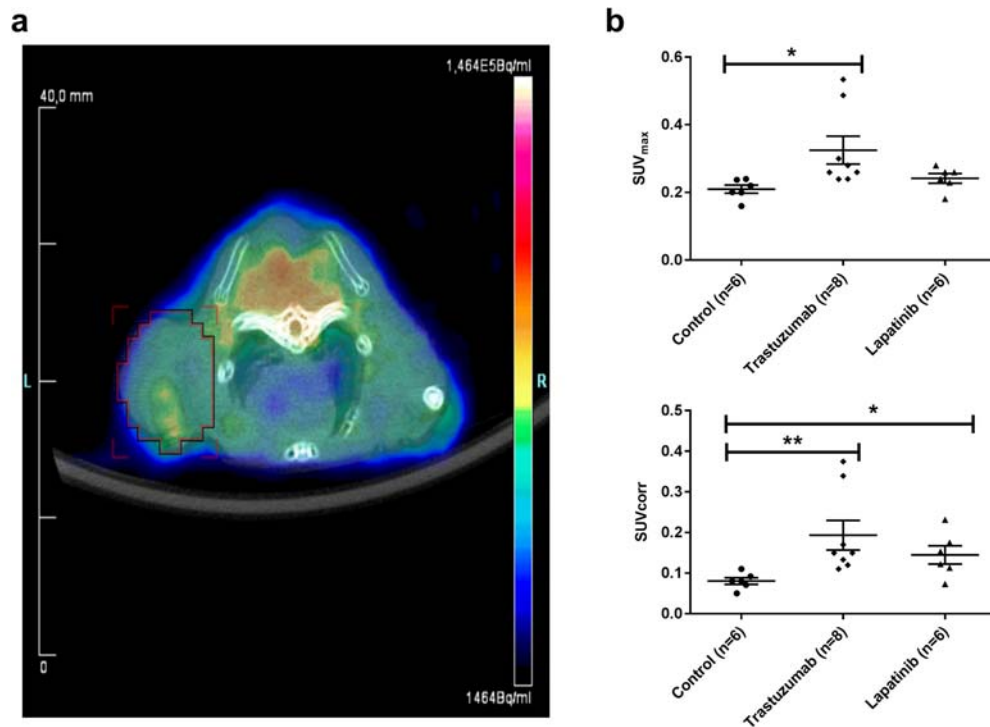 a
1,464E5Bq/ml
40,0 mm
L
R
0
1464Bq/ml
b
0.6
0.4
0.2
0.0
SUVmax
*
Control (n=6)
Trastuzumab (n=8)
Lapatinib (n=6)
0.5
0.4
0.3
0.2
0.1
0.0
SUVcorr
*
**
Control (n=6)
Trastuzumab (n=8)
Lapatinib (n=6)